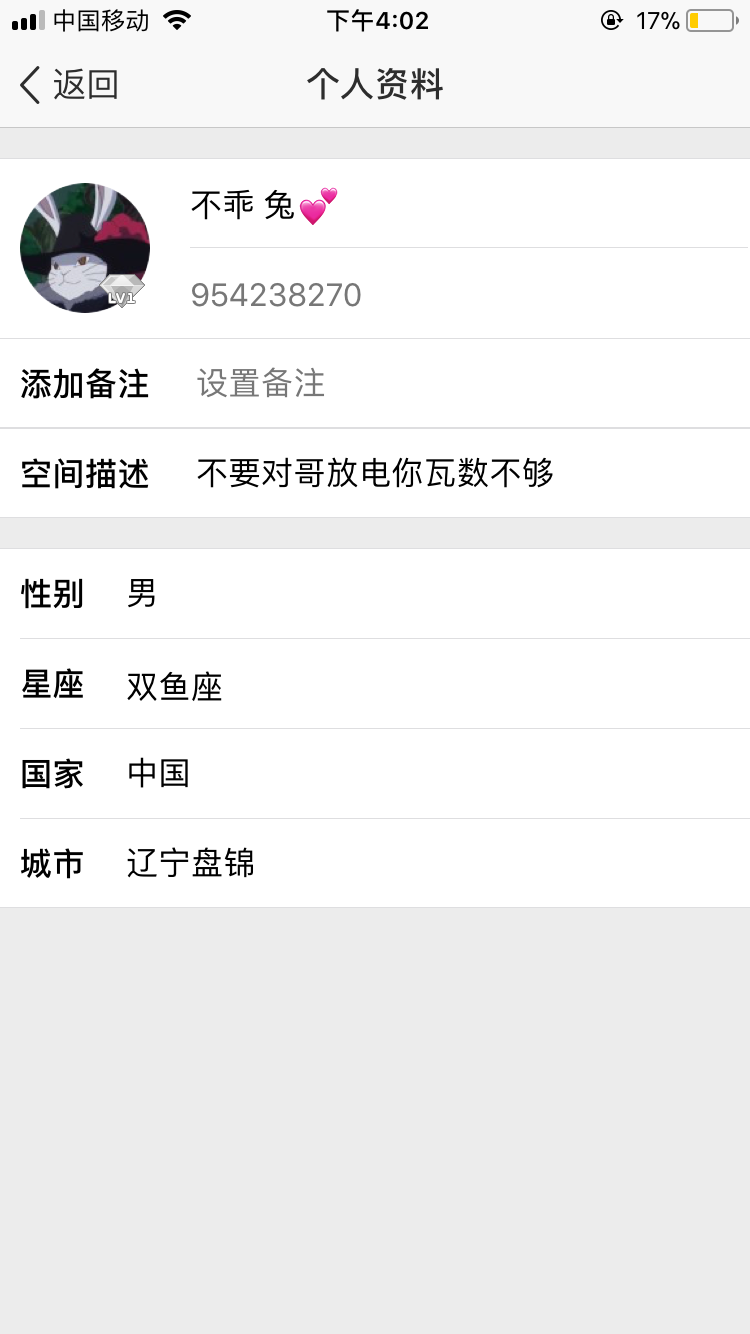 中国移动 下午4:02 17%
返回 个人资料
不乖 兔💕
LV1
954238270
添加备注 设置备注
空间描述 不要对哥放电你瓦数不够
性别 男
星座 双鱼座
国家 中国
城市 辽宁盘锦